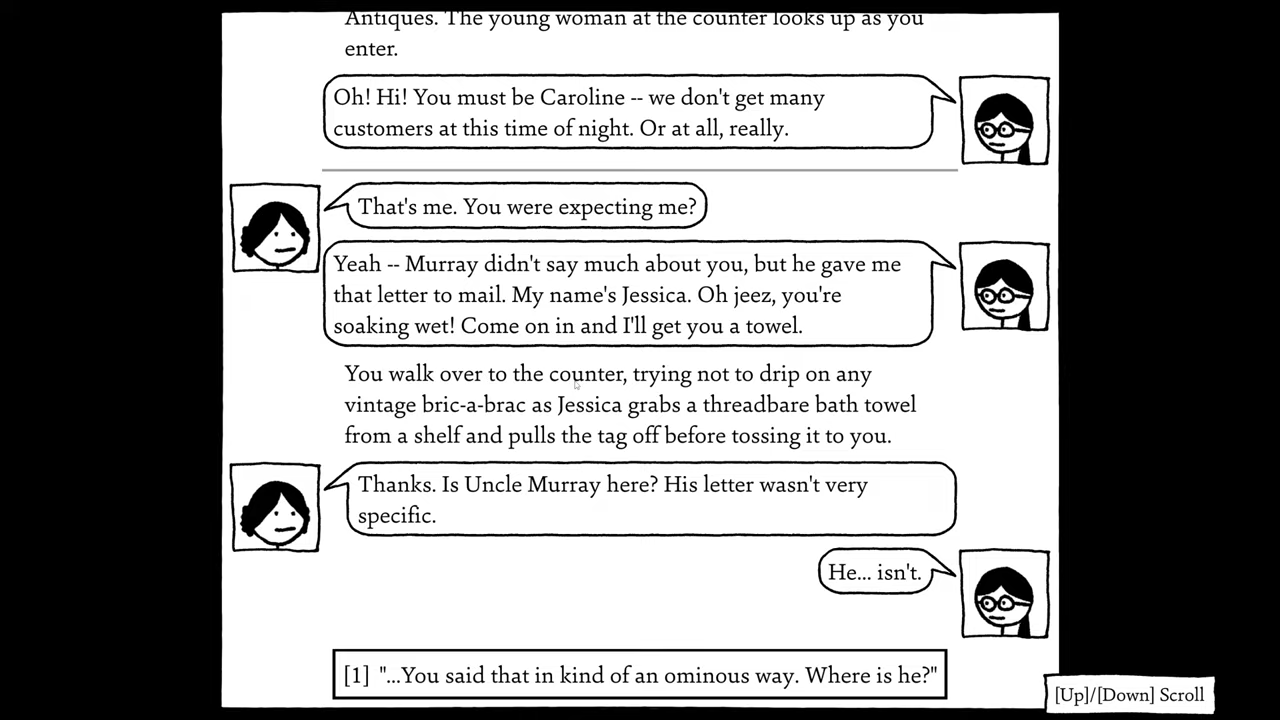 Antiques. The young woman at the counter looks up as you
enter.
Oh! Hi! You must be Caroline -- we don't get many
customers at this time of night. Or at all, really.
That's me. You were expecting me?
Yeah -- Murray didn't say much about you, but he gave me
that letter to mail. My name's Jessica. Oh jeez, you're
soaking wet! Come on in and I'll get you a towel.
You walk over to the counter, trying not to drip on any
vintage bric-a-brac as Jessica grabs a threadbare bath towel
from a shelf and pulls the tag off before tossing it to you.
Thanks. Is Uncle Murray here? His letter wasn't very
specific.
He... isn't.
[1] "...You said that in kind of an ominous way. Where is he?"
[Up]/[Down] Scroll